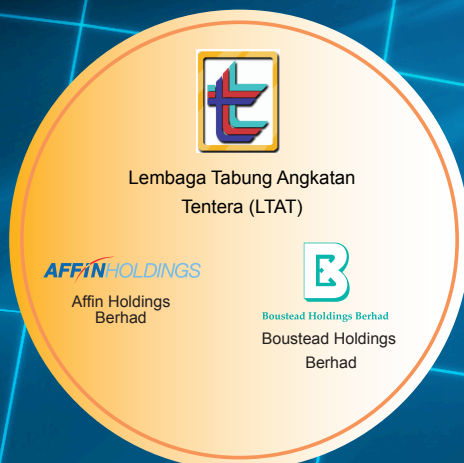 Lembaga Tabung Angkatan
Tentera (LTAT)
AFFINHOLDINGS
Affin Holdings
Berhad
B
Boustead Holdings Berhad
Boustead Holdings
Berhad